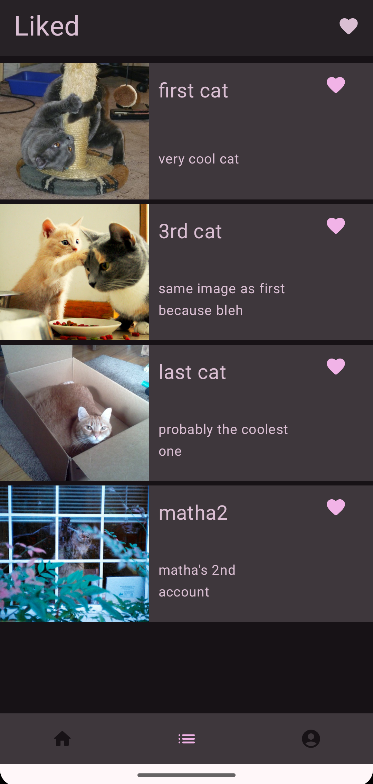 Liked
first cat
very cool cat
3rd cat
same image as first
because bleh
last cat
probably the coolest
one
matha2
matha's 2nd
account